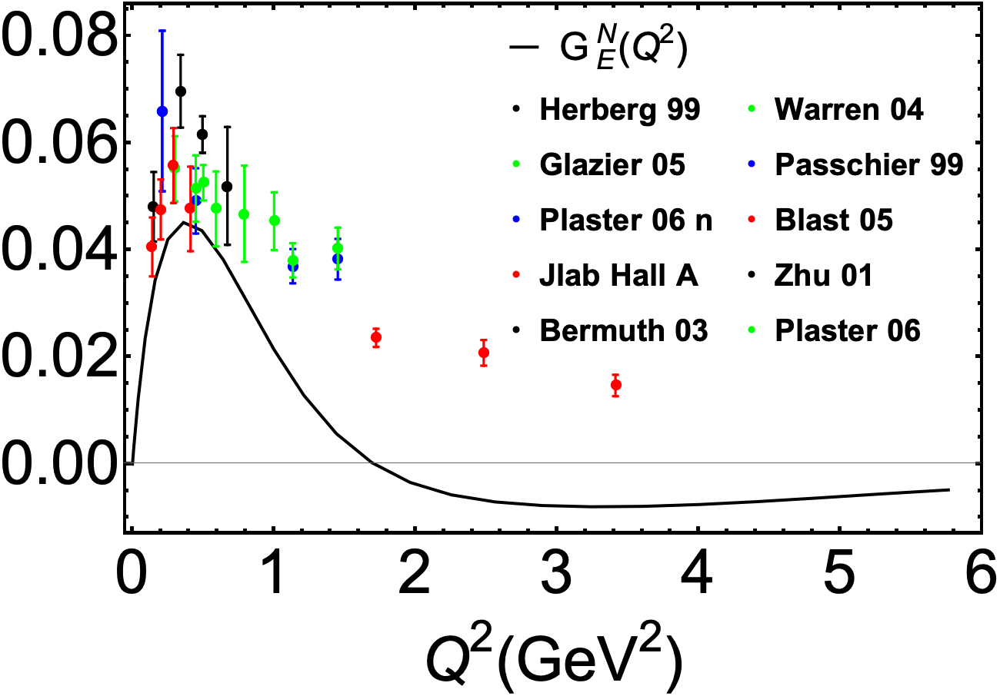 0.08
0.06
0.04
0.02
0.00
— G_E^N(Q²)
Herberg 99
Warren 04
Glazier 05
Passchier 99
Plaster 06 n
Blast 05
Jlab Hall A
Zhu 01
Bermuth 03
Plaster 06
0 1 2 3 4 5 6
Q²(GeV²)